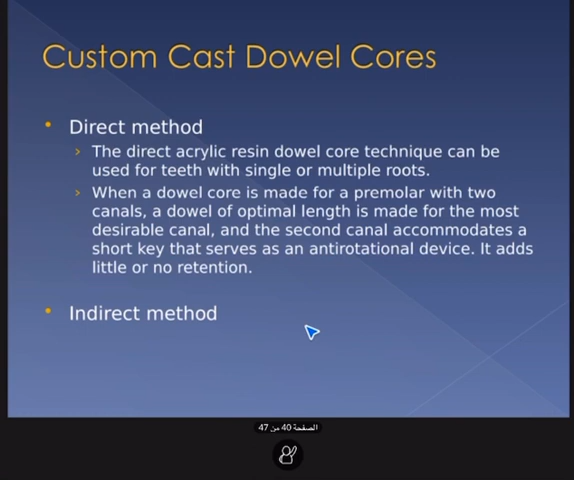 Custom Cast Dowel Cores
• Direct method
› The direct acrylic resin dowel core technique can be
used for teeth with single or multiple roots.
› When a dowel core is made for a premolar with two
canals, a dowel of optimal length is made for the most
desirable canal, and the second canal accommodates a
short key that serves as an antirotational device. It adds
little or no retention.
• Indirect method
الصفحة 40 من 47